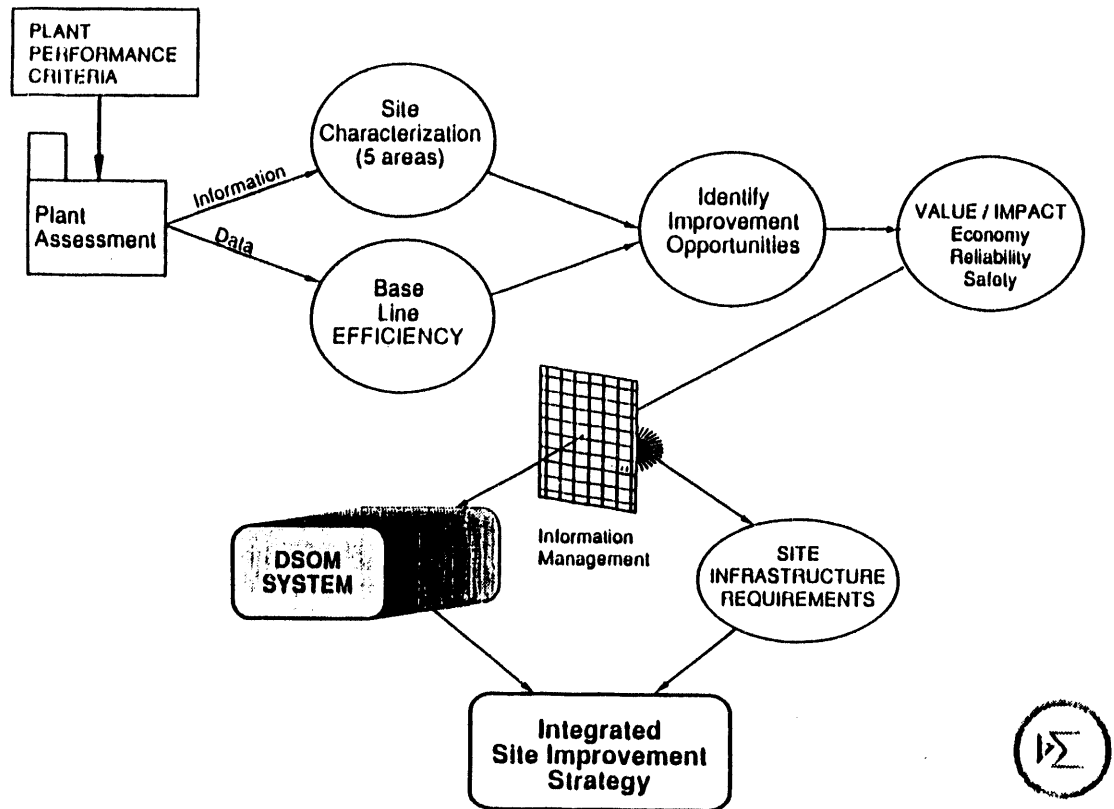 PLANT
PERFORMANCE
CRITERIA
Plant
Assessment
Information
Data
Site
Characterization
(5 areas)
Base
Line
EFFICIENCY
Identify
Improvement
Opportunities
VALUE / IMPACT
Economy
Reliability
Safety
Information
Management
DSOM
SYSTEM
SITE
INFRASTRUCTURE
REQUIREMENTS
Integrated
Site Improvement
Strategy